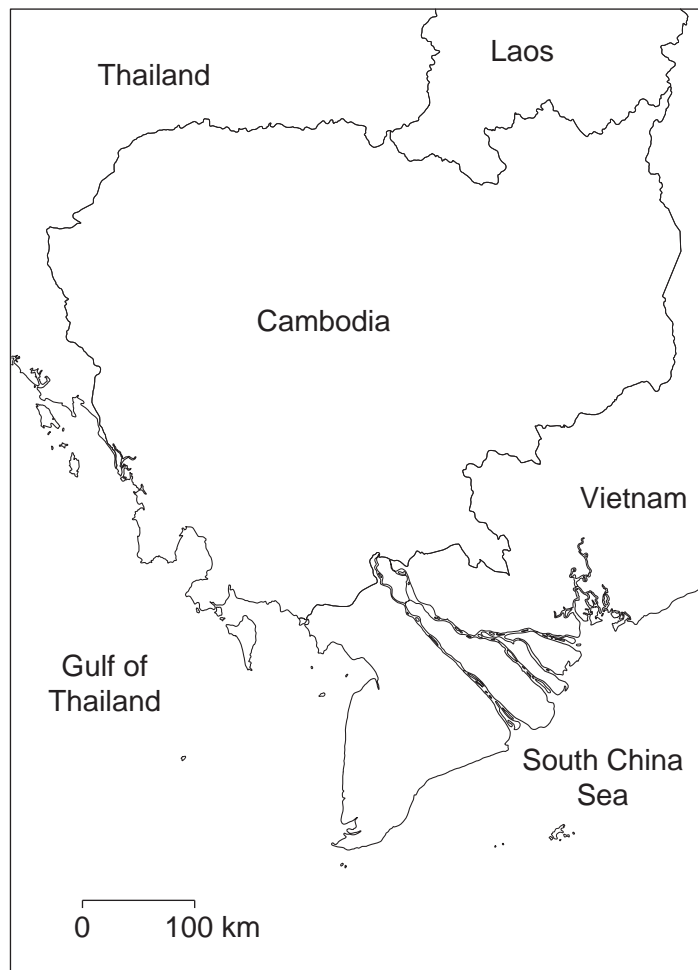 Laos
Thailand
Cambodia
Vietnam
Gulf of
Thailand
South China
Sea
0 100 km